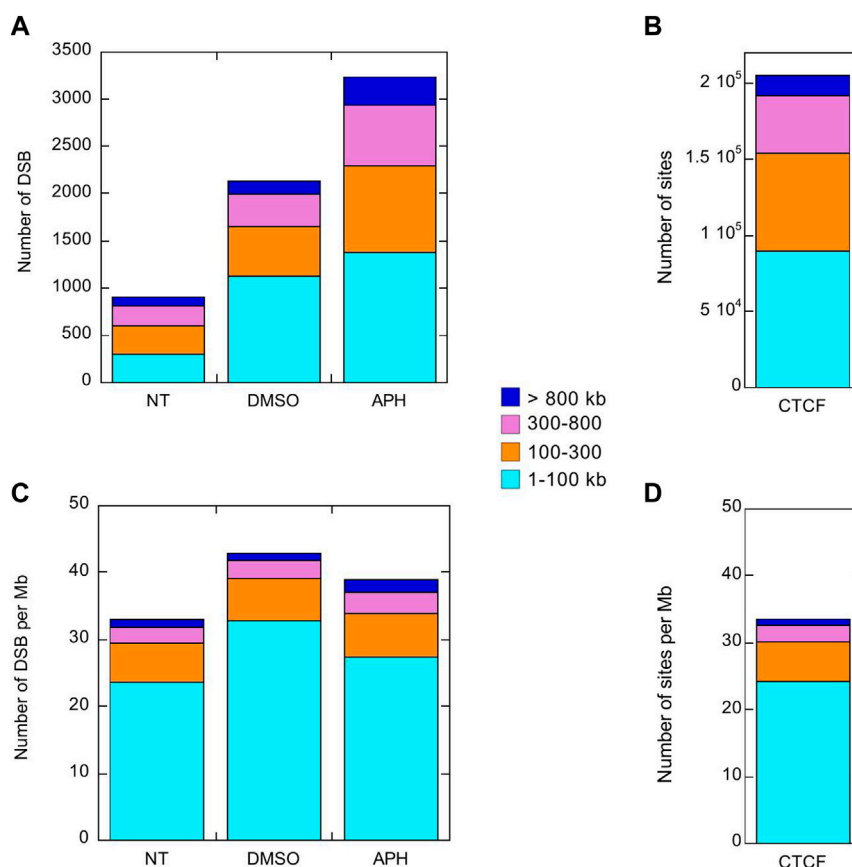 A
3500
3000
2500
2000
1500
1000
500
0
Number of DSB
NT DMSO APH
B
2 10⁵
1.5 10⁵
1 10⁵
5 10⁴
0
Number of sites
CTCF
> 800 kb
300-800
100-300
1-100 kb
C
50
40
30
20
10
0
Number of DSB per Mb
NT DMSO APH
D
50
40
30
20
10
0
Number of sites per Mb
CTCF